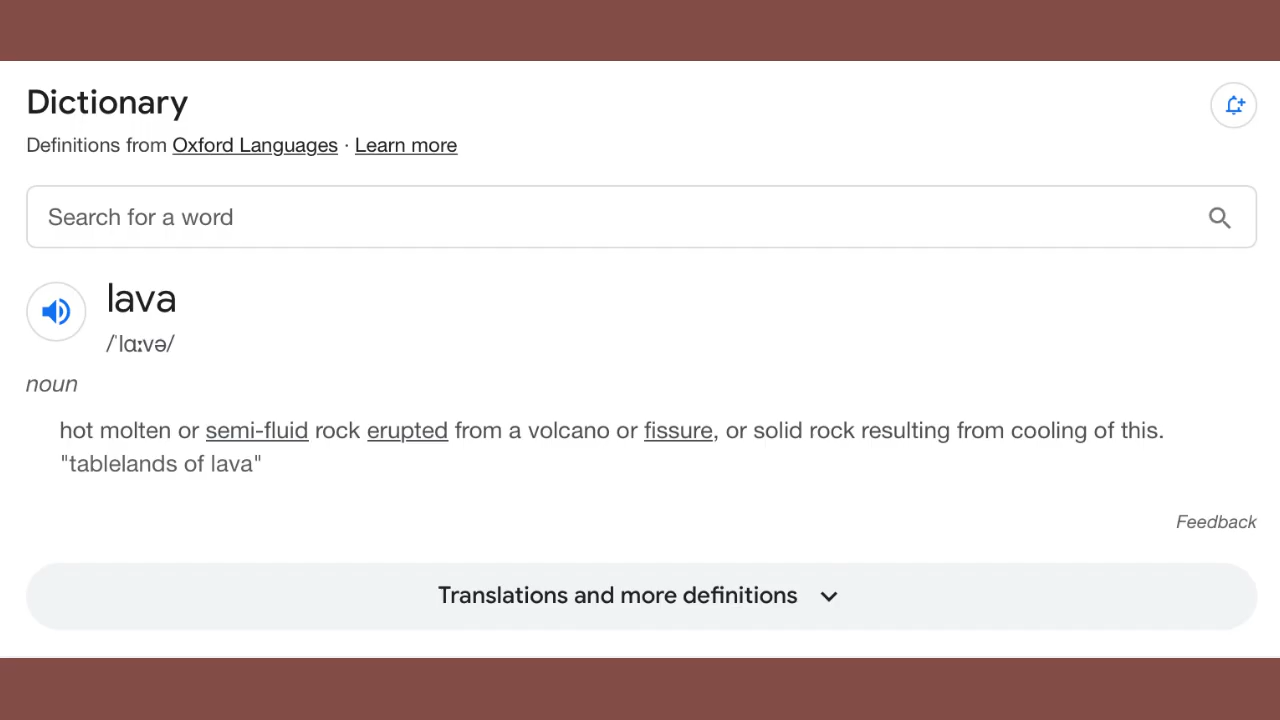 Dictionary
Definitions from Oxford Languages · Learn more
Search for a word
lava
/ˈlɑːvə/
noun
hot molten or semi-fluid rock erupted from a volcano or fissure, or solid rock resulting from cooling of this.
"tablelands of lava"
Feedback
Translations and more definitions